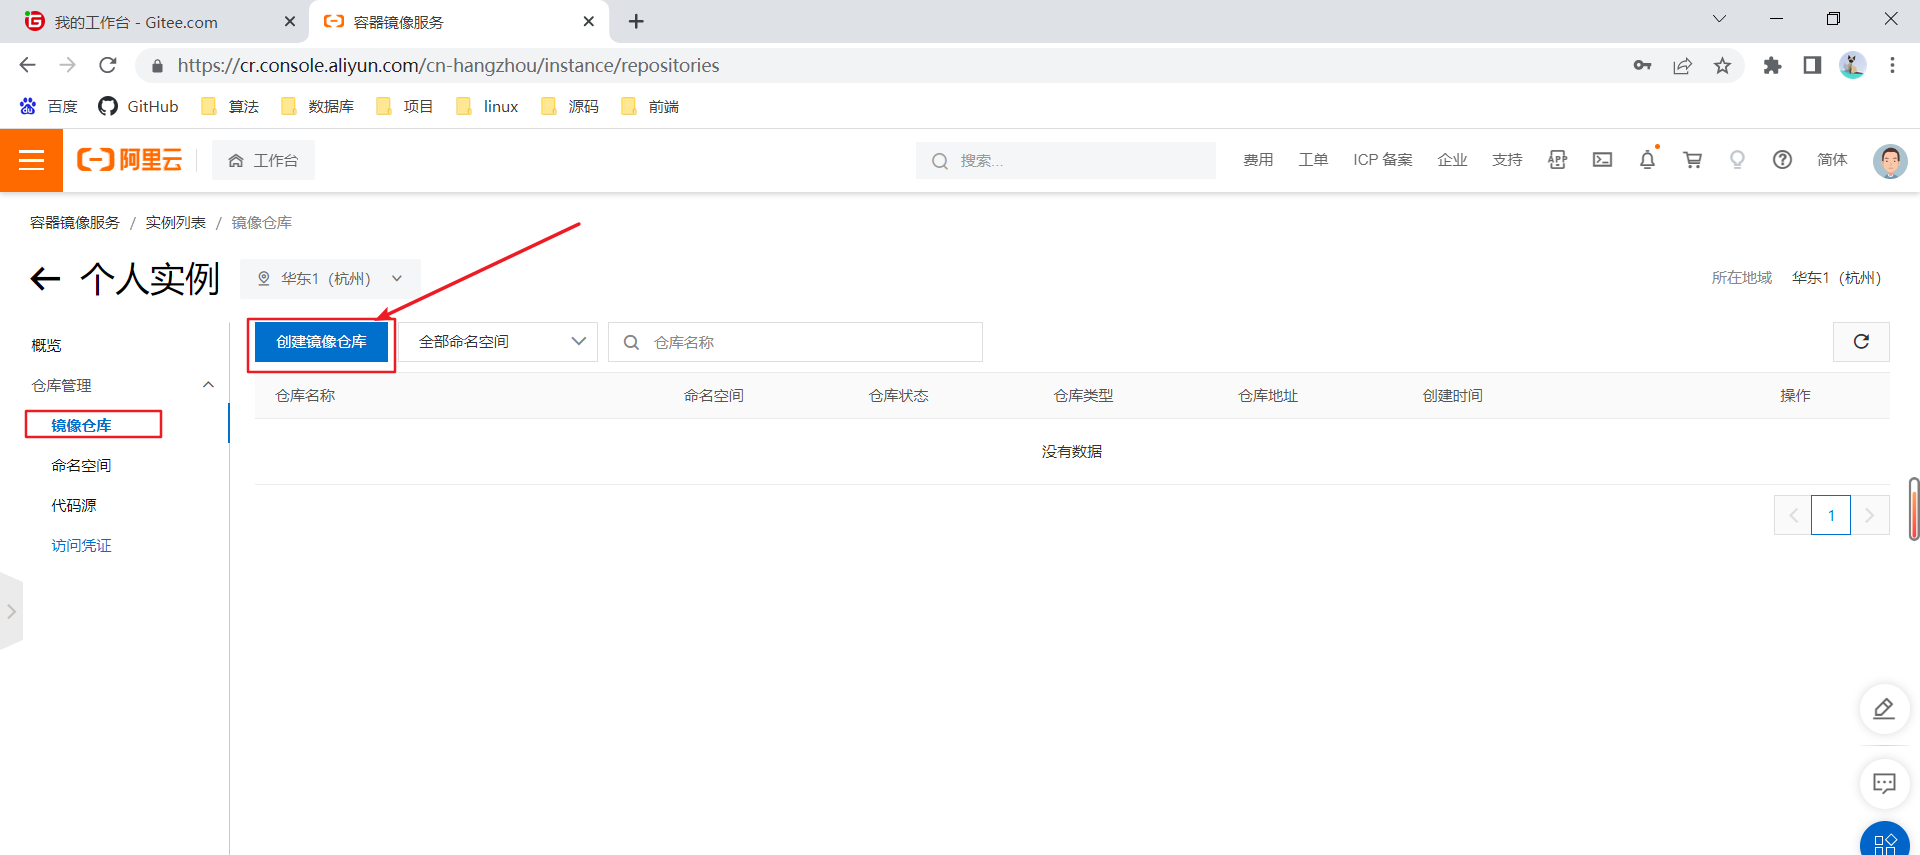 我的工作台 - Gitee.com
容器镜像服务
https://cr.console.aliyun.com/cn-hangzhou/instance/repositories
百度 GitHub 算法 数据库 项目 linux 源码 前端
阿里云 工作台 搜索... 费用 工单 ICP 备案 企业 支持 APP 简体
容器镜像服务 / 实例列表 / 镜像仓库
个人实例 华东1（杭州） 所在地域 华东1（杭州）
概览
仓库管理
镜像仓库
命名空间
代码源
访问凭证
创建镜像仓库 全部命名空间 仓库名称
仓库名称 命名空间 仓库状态 仓库类型 仓库地址 创建时间 操作
没有数据
1